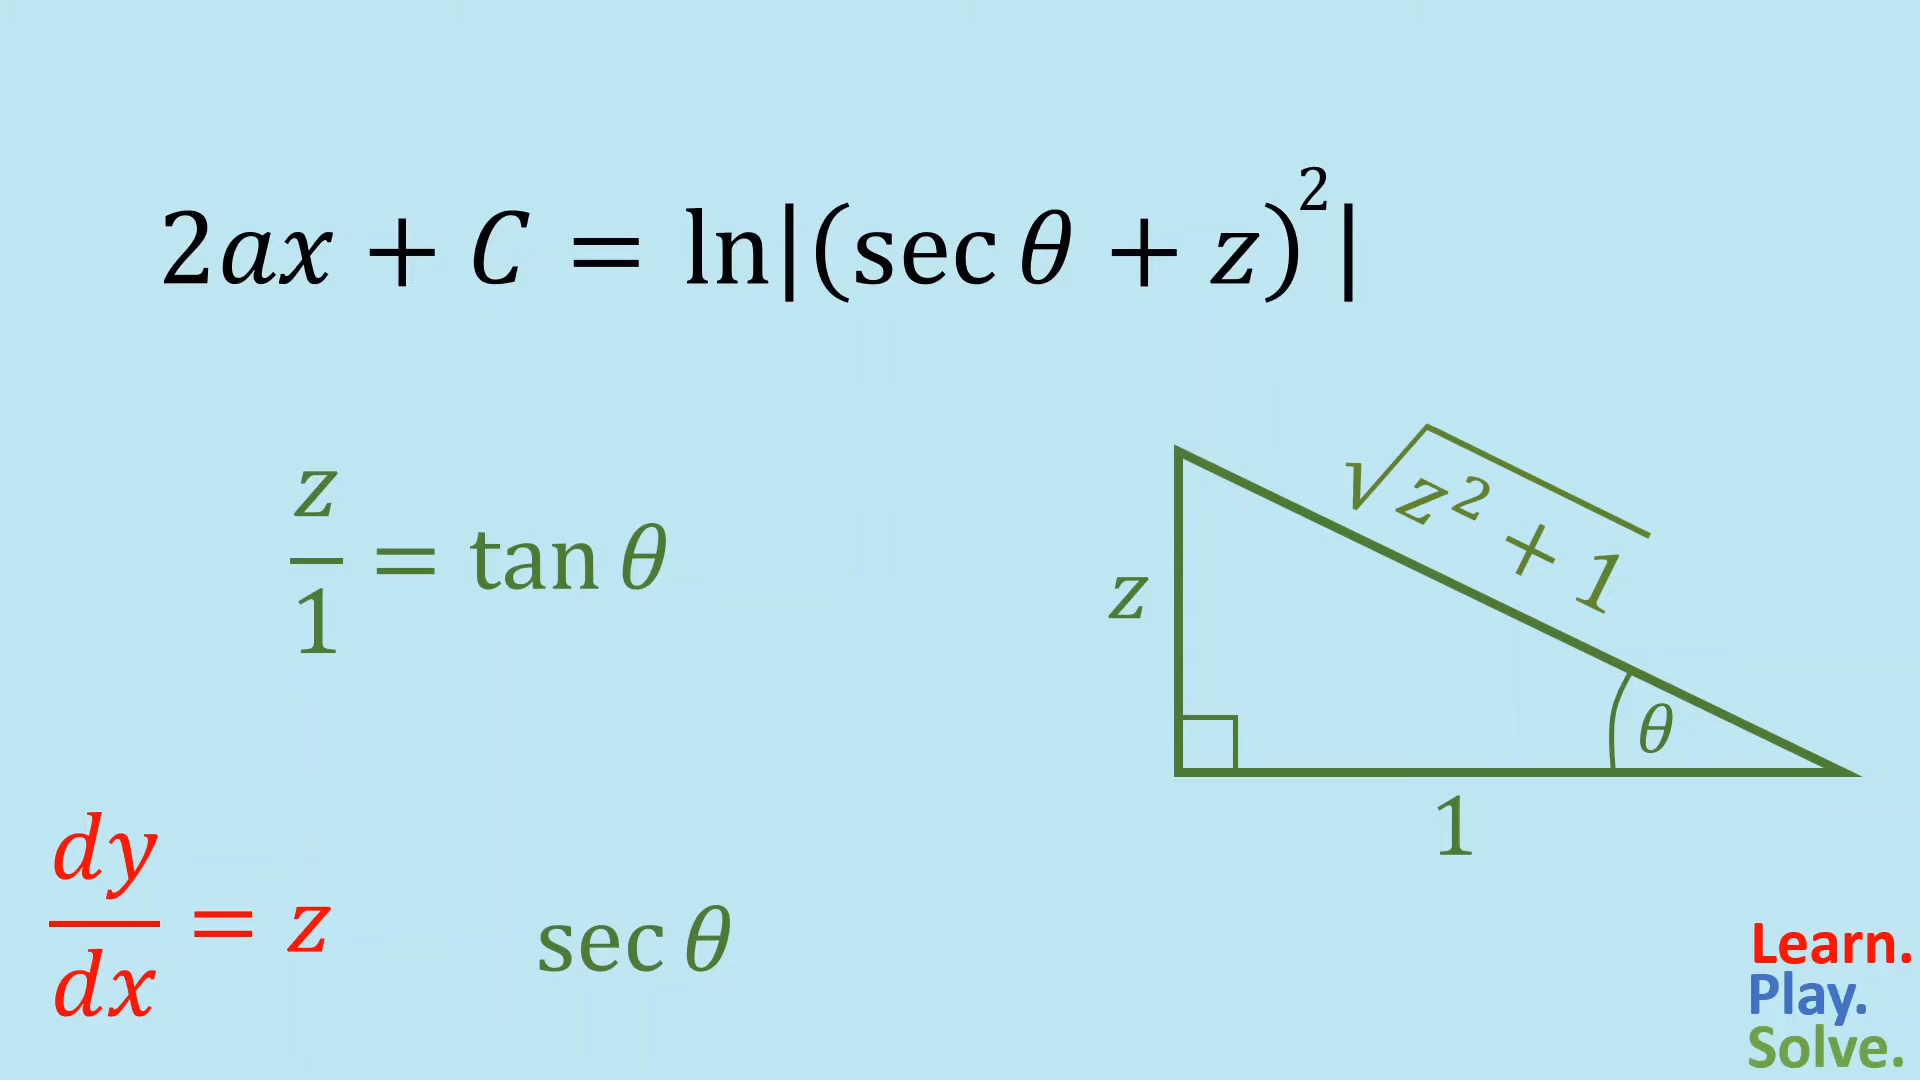 2ax + C = ln|(sec θ + z)²|
z/1 = tan θ
√z² + 1
z
θ
1
dy/dx = z
sec θ
Learn.
Play.
Solve.